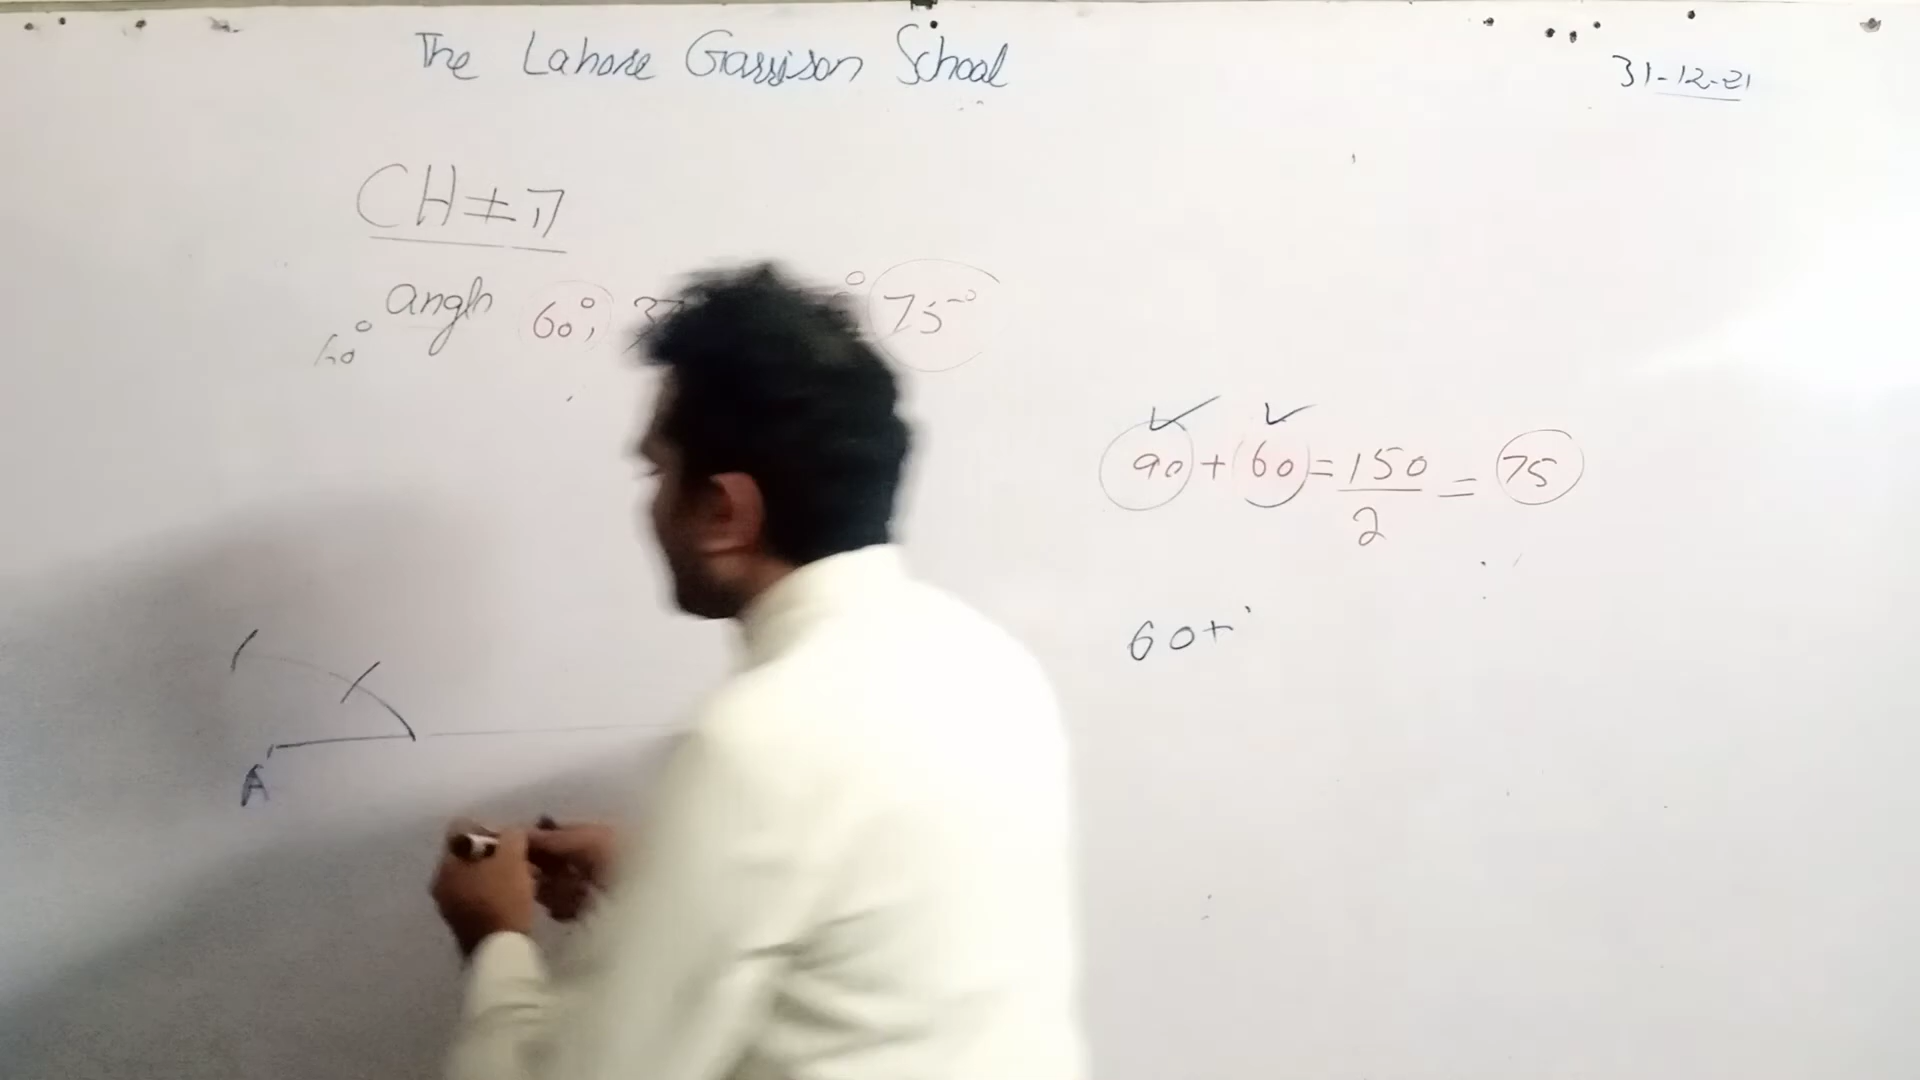 The Lahore Garrison School
31-12-21
CH # 7
angle 60°, 3 ° 75°
60°
90 + 60 = 150 / 2 = 75
60+
A